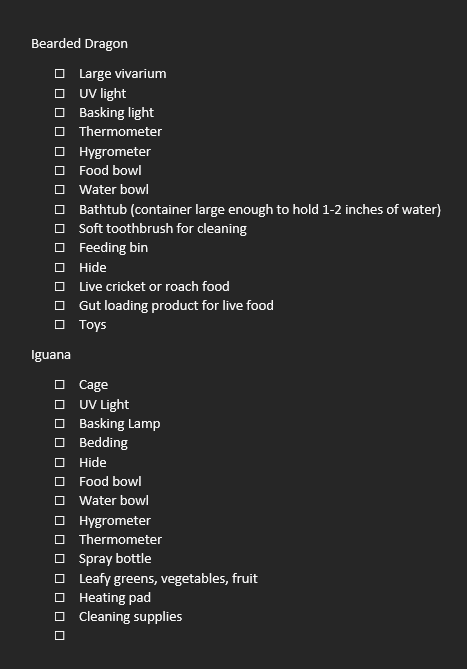 Bearded Dragon
☐ Large vivarium
☐ UV light
☐ Basking light
☐ Thermometer
☐ Hygrometer
☐ Food bowl
☐ Water bowl
☐ Bathtub (container large enough to hold 1-2 inches of water)
☐ Soft toothbrush for cleaning
☐ Feeding bin
☐ Hide
☐ Live cricket or roach food
☐ Gut loading product for live food
☐ Toys
Iguana
☐ Cage
☐ UV Light
☐ Basking Lamp
☐ Bedding
☐ Hide
☐ Food bowl
☐ Water bowl
☐ Hygrometer
☐ Thermometer
☐ Spray bottle
☐ Leafy greens, vegetables, fruit
☐ Heating pad
☐ Cleaning supplies
☐